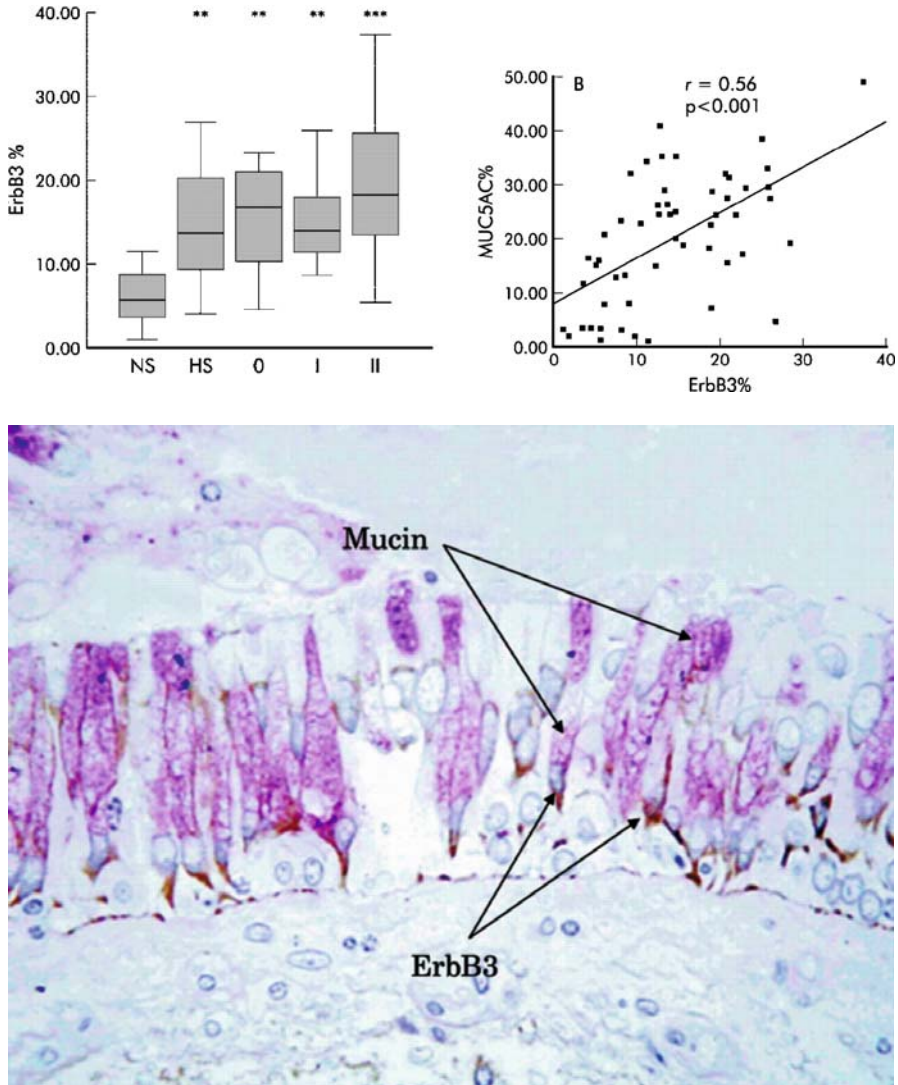 ErbB3 %
40.00
30.00
20.00
10.00
0.00
** ** ** ***
NS HS 0 I II
B
r = 0.56
p<0.001
MUC5AC%
50.00
40.00
30.00
20.00
10.00
0.00
0 10 20 30 40
ErbB3%
Mucin
ErbB3